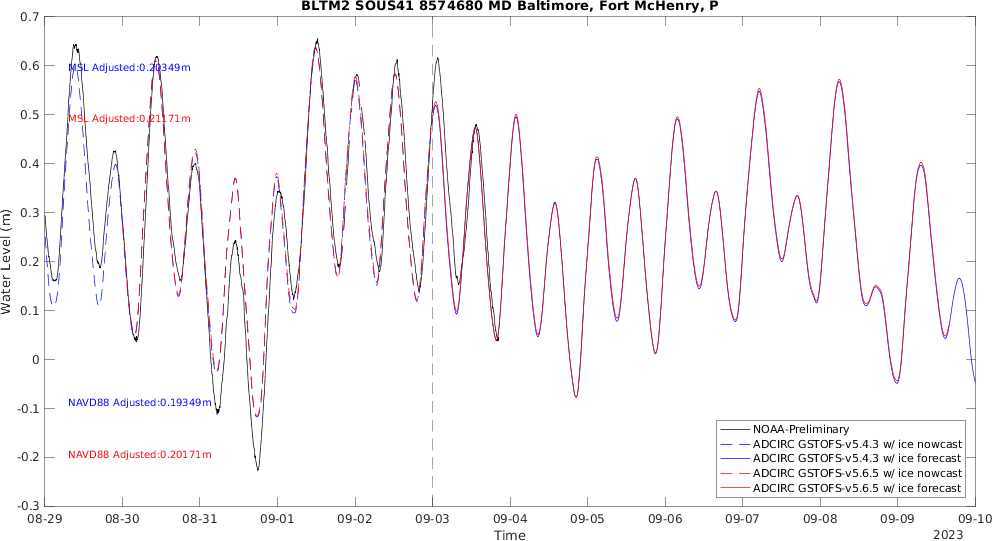 BLTM2 SOUS41 8574680 MD Baltimore, Fort McHenry, P
0.7
0.6
0.5
0.4
0.3
0.2
0.1
0
-0.1
-0.2
-0.3
Water Level (m)
MSL Adjusted:0.20349m
MSL Adjusted:0.21171m
NAVD88 Adjusted:0.19349m
NAVD88 Adjusted:0.20171m
NOAA-Preliminary
ADCIRC GSTOFS-v5.4.3 w/ ice nowcast
ADCIRC GSTOFS-v5.4.3 w/ ice forecast
ADCIRC GSTOFS-v5.6.5 w/ ice nowcast
ADCIRC GSTOFS-v5.6.5 w/ ice forecast
08-29 08-30 08-31 09-01 09-02 09-03 09-04 09-05 09-06 09-07 09-08 09-09 09-10
Time
2023